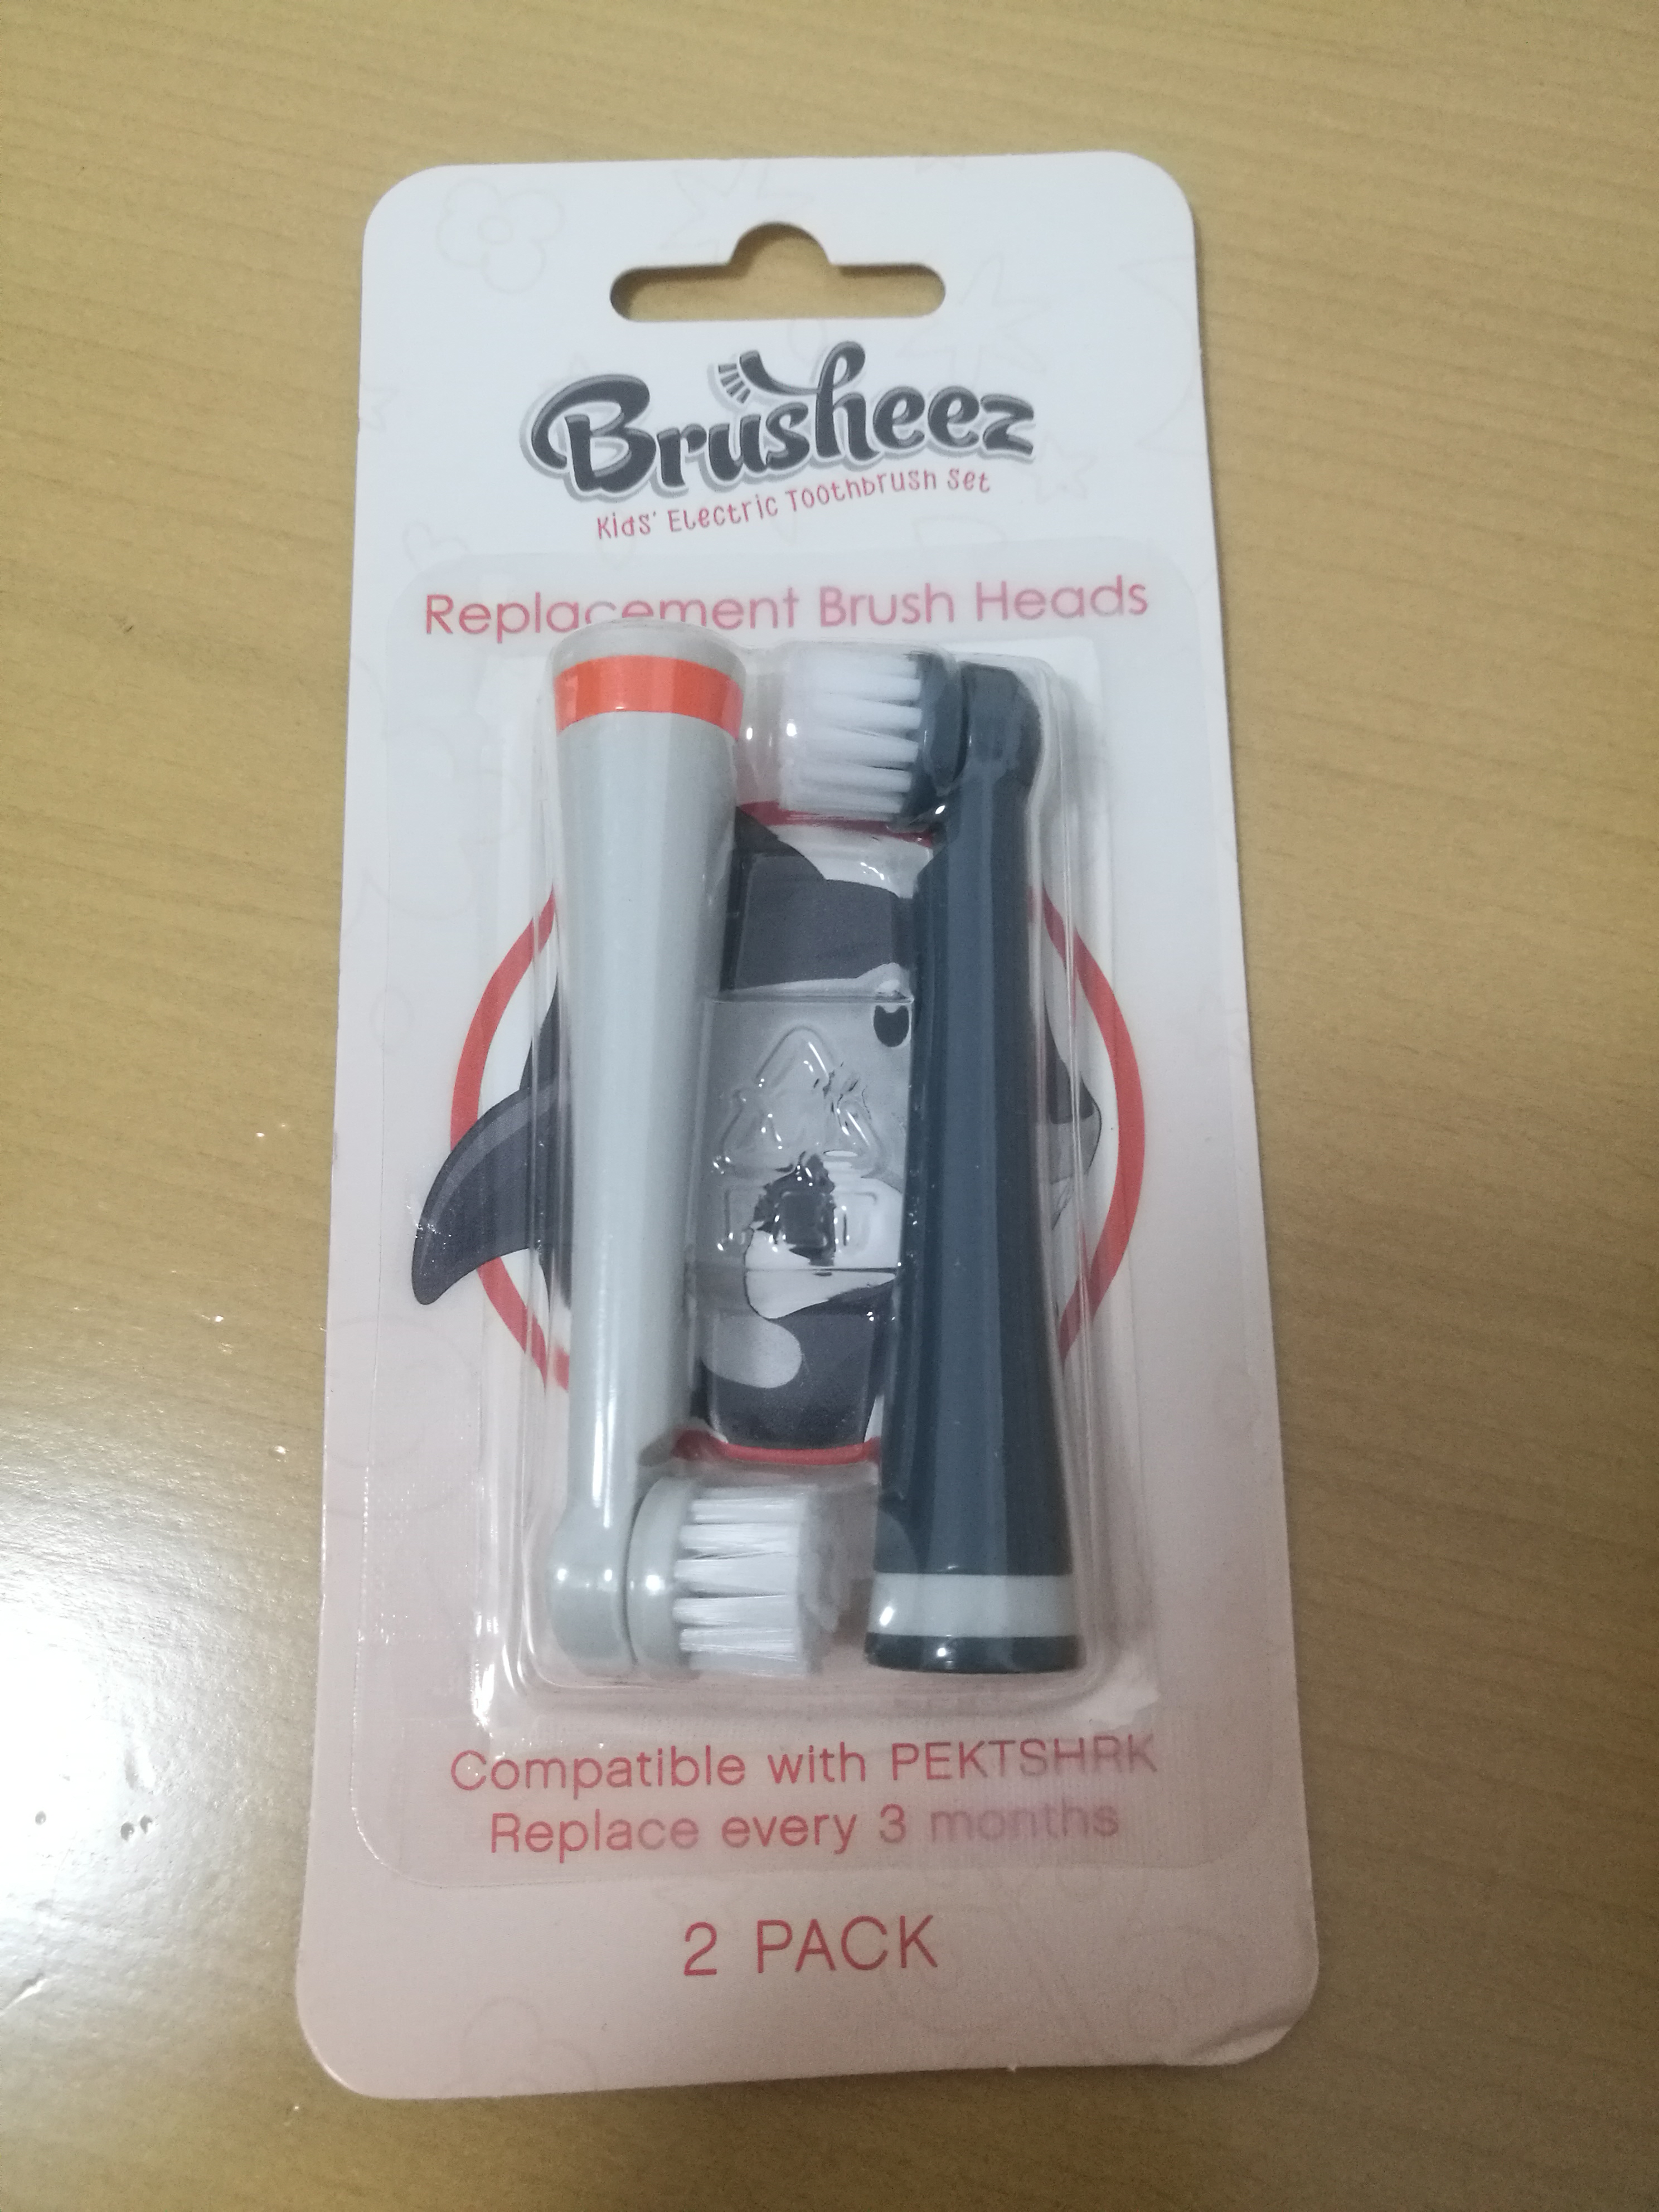 Brusheez
Kids' Electric Toothbrush Set
Replacement Brush Heads
Compatible with PEKTSHRK
Replace every 3 months
2 PACK